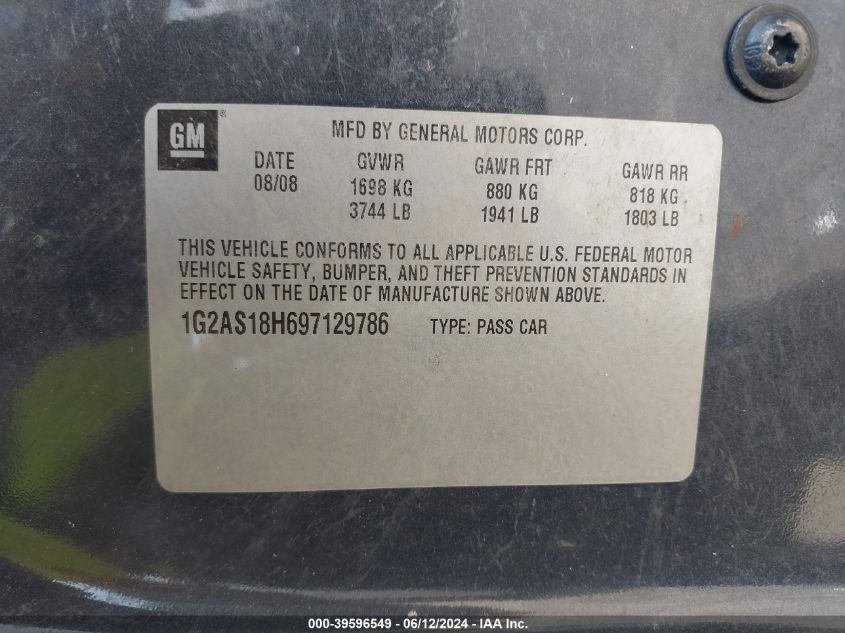 GM ®
MFD BY GENERAL MOTORS CORP.
DATE GVWR GAWR FRT GAWR RR
08/08 1698 KG 880 KG 818 KG
3744 LB 1941 LB 1803 LB
THIS VEHICLE CONFORMS TO ALL APPLICABLE U.S. FEDERAL MOTOR
VEHICLE SAFETY, BUMPER, AND THEFT PREVENTION STANDARDS IN
EFFECT ON THE DATE OF MANUFACTURE SHOWN ABOVE.
1G2AS18H697129786 TYPE: PASS CAR
000-39596549 - 06/12/2024 - IAA Inc.